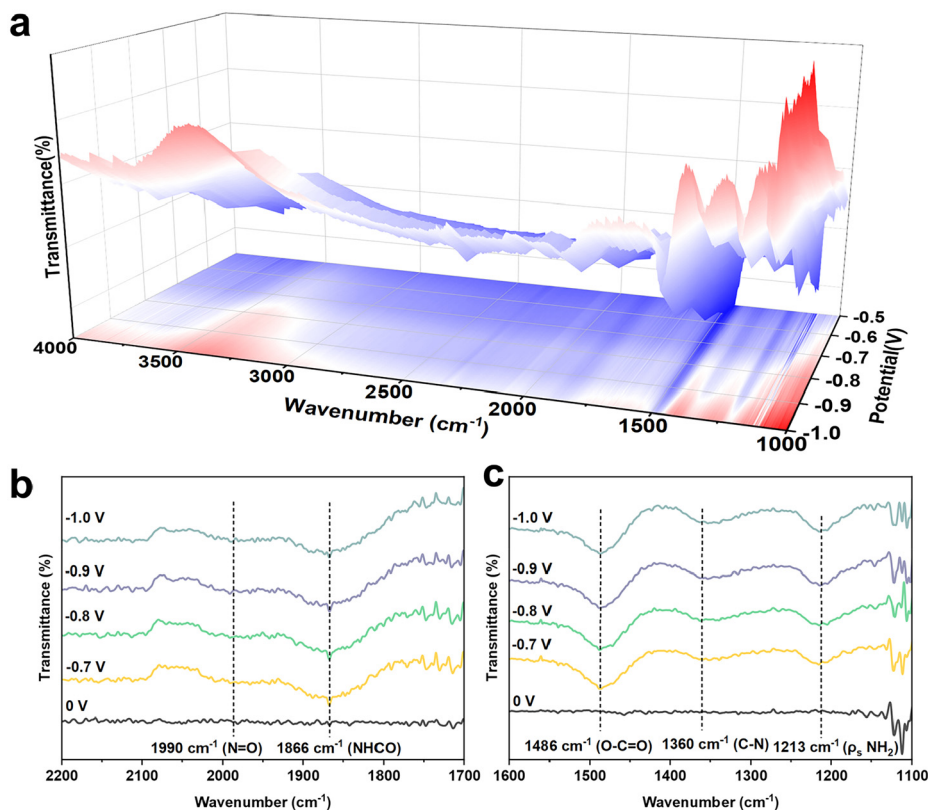 a
Transmittance(%)
4000
3500
3000
2500
2000
1500
1000
Wavenumber (cm⁻¹)
-0.5
-0.6
-0.7
-0.8
-0.9
-1.0
Potential(V)
b
Transmittance (%)
-1.0 V
-0.9 V
-0.8 V
-0.7 V
0 V
1990 cm⁻¹ (N=O)
1866 cm⁻¹ (NHCO)
2200
2100
2000
1900
1800
1700
Wavenumber (cm⁻¹)
c
Transmittance (%)
-1.0 V
-0.9 V
-0.8 V
-0.7 V
0 V
1486 cm⁻¹ (O-C=O)
1360 cm⁻¹ (C-N)
1213 cm⁻¹ (ρₛ NH₂)
1600
1500
1400
1300
1200
1100
Wavenumber (cm⁻¹)